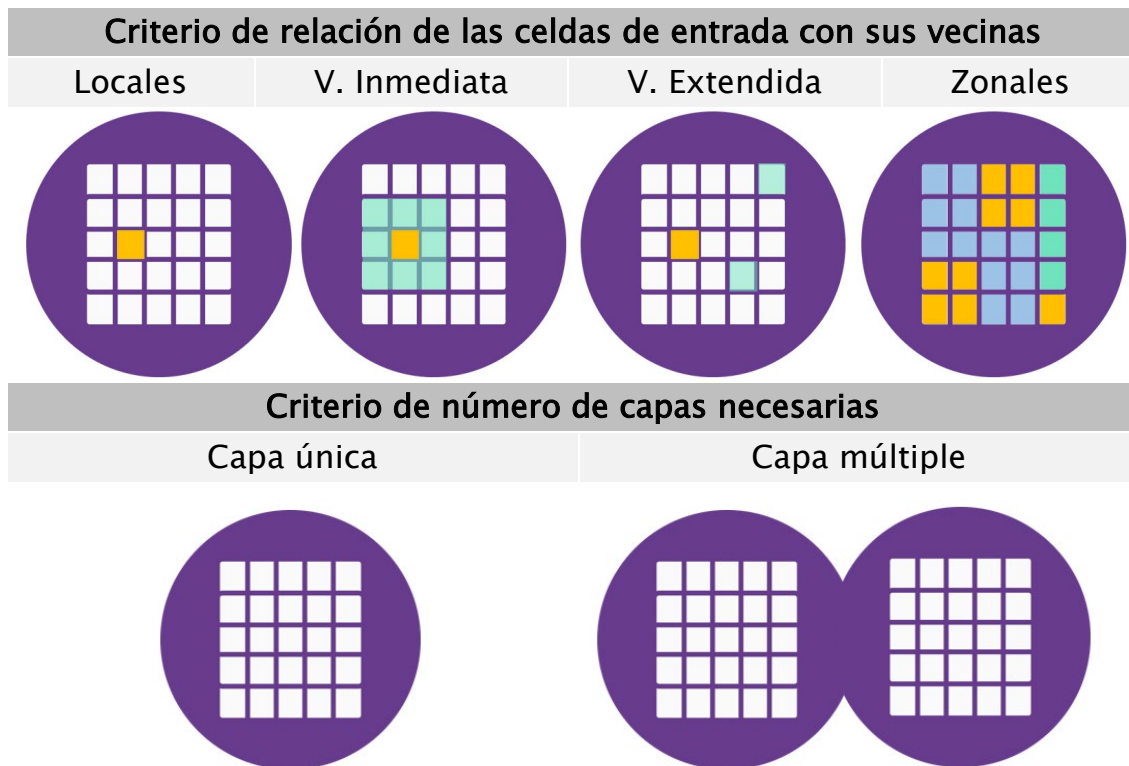 Criterio de relación de las celdas de entrada con sus vecinas
Locales
V. Inmediata
V. Extendida
Zonales
Criterio de número de capas necesarias
Capa única
Capa múltiple